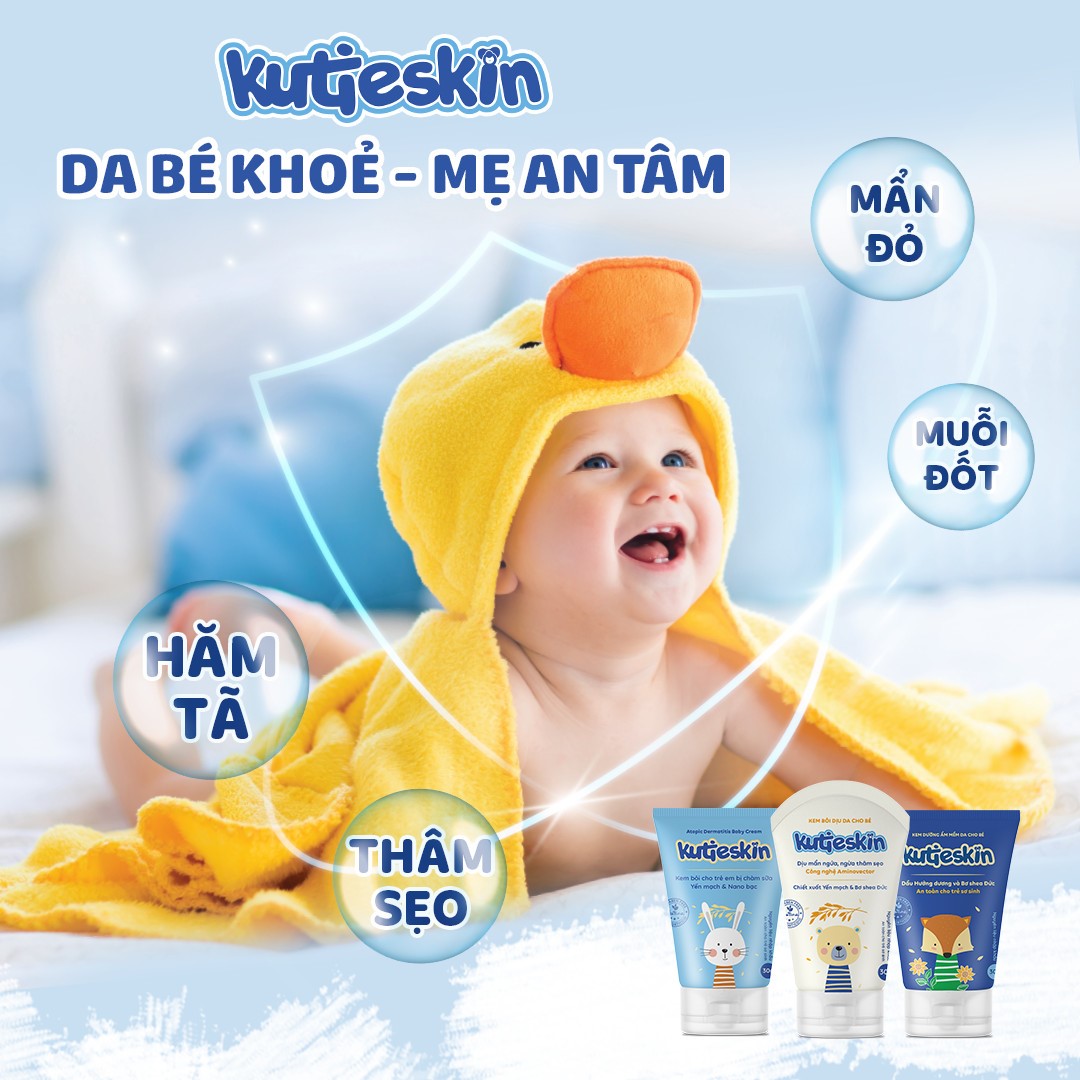 Kutieskin
DA BÉ KHOẺ - MẸ AN TÂM
MẨN
ĐỎ
MUỖI
ĐỐT
HĂM
TÃ
THÂM
SẸO
Atopic Dermatitis Baby Cream
Kutieskin
Kem bôi cho trẻ em bị chàm sữa
Yến mạch & Nano bạc
KEM BÔI DỊU DA CHO BÉ
Kutieskin
Dịu mẩn ngứa, ngừa thâm sẹo
Công nghệ Aminovector
Chiết xuất Yến mạch & Bơ shea Đức
KEM DƯỠNG ẨM MỀM DA CHO BÉ
Kutieskin
Dầu Hướng dương và Bơ shea Đức
An toàn cho trẻ sơ sinh